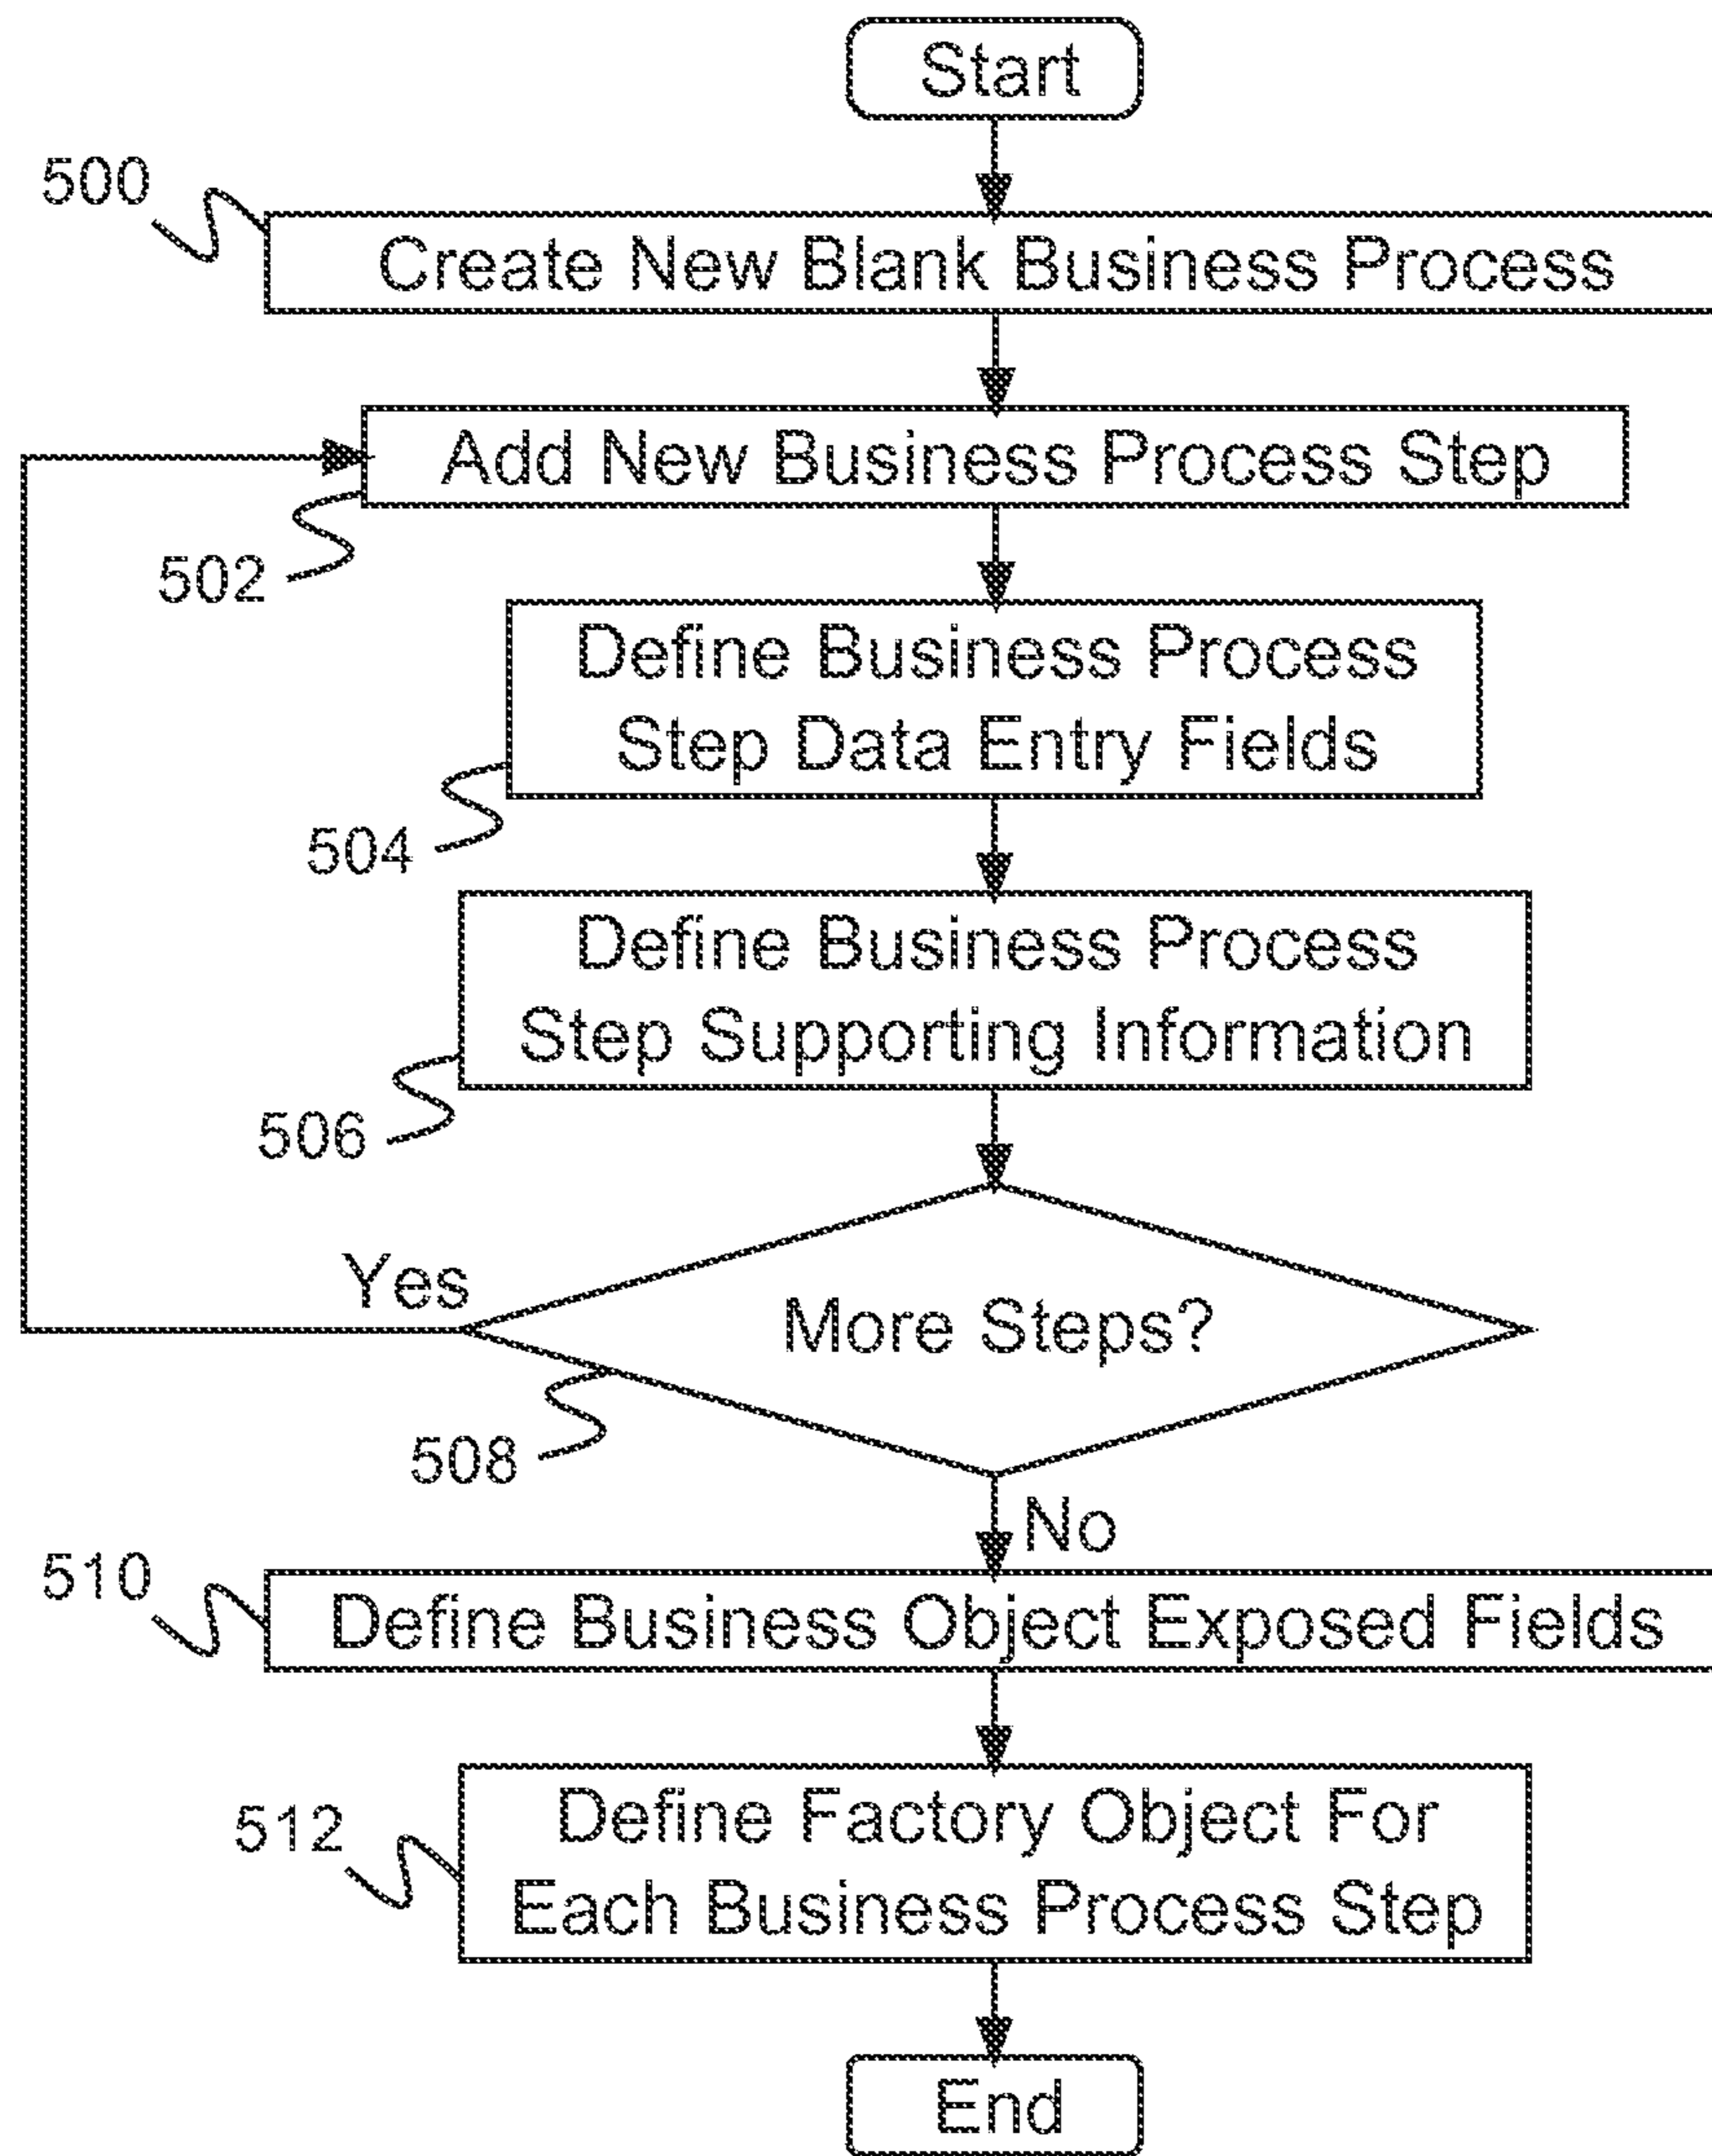 Start
500
Create New Blank Business Process
Add New Business Process Step
502
Define Business Process
Step Data Entry Fields
504
Define Business Process
Step Supporting Information
506
Yes
More Steps?
508
No
510
Define Business Object Exposed Fields
512
Define Factory Object For
Each Business Process Step
End